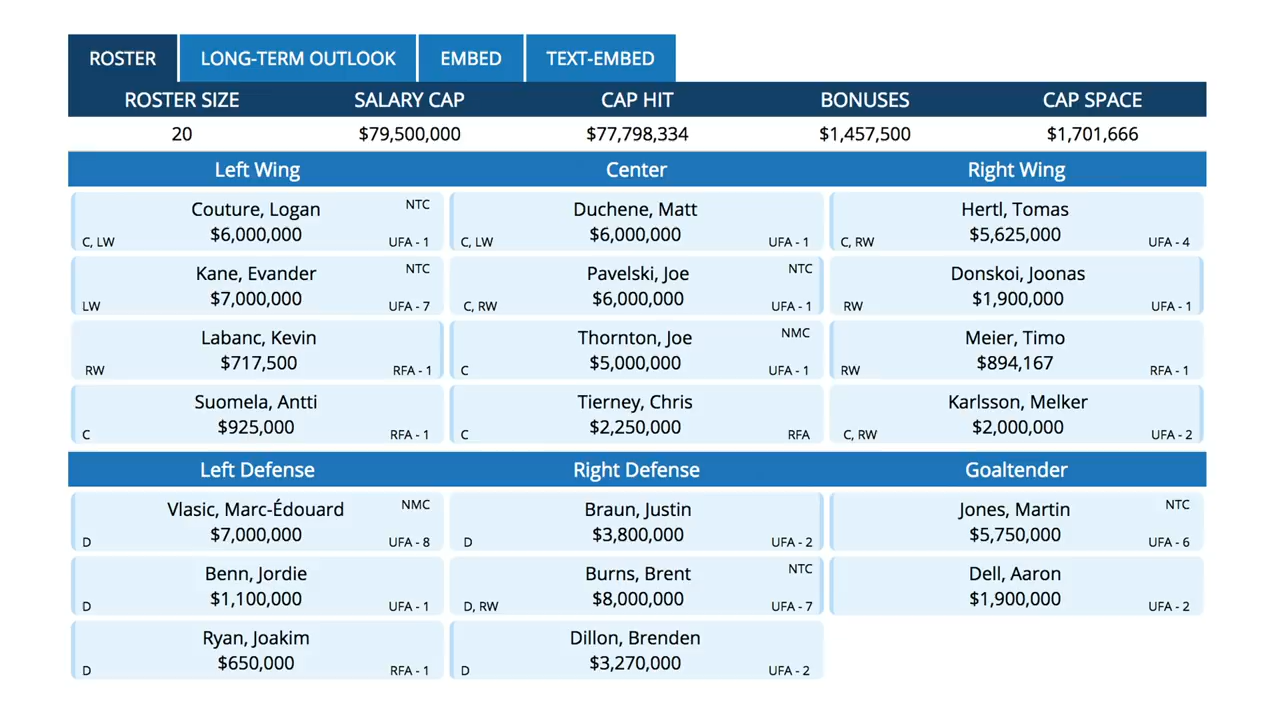 ROSTER LONG-TERM OUTLOOK EMBED TEXT-EMBED
ROSTER SIZE SALARY CAP CAP HIT BONUSES CAP SPACE
20 $79,500,000 $77,798,334 $1,457,500 $1,701,666
Left Wing Center Right Wing
Couture, Logan NTC
$6,000,000
C, LW UFA - 1
Duchene, Matt
$6,000,000
C, LW UFA - 1
Hertl, Tomas
$5,625,000
C, RW UFA - 4
Kane, Evander NTC
$7,000,000
LW UFA - 7
Pavelski, Joe NTC
$6,000,000
C, RW UFA - 1
Donskoi, Joonas
$1,900,000
RW UFA - 1
Labanc, Kevin
$717,500
RW RFA - 1
Thornton, Joe NMC
$5,000,000
C UFA - 1
Meier, Timo
$894,167
RW RFA - 1
Suomela, Antti
$925,000
C RFA - 1
Tierney, Chris
$2,250,000
C RFA
Karlsson, Melker
$2,000,000
C, RW UFA - 2
Left Defense Right Defense Goaltender
Vlasic, Marc-Édouard NMC
$7,000,000
D UFA - 8
Braun, Justin
$3,800,000
D UFA - 2
Jones, Martin NTC
$5,750,000
UFA - 6
Benn, Jordie
$1,100,000
D UFA - 1
Burns, Brent NTC
$8,000,000
D, RW UFA - 7
Dell, Aaron
$1,900,000
UFA - 2
Ryan, Joakim
$650,000
D RFA - 1
Dillon, Brenden
$3,270,000
D UFA - 2